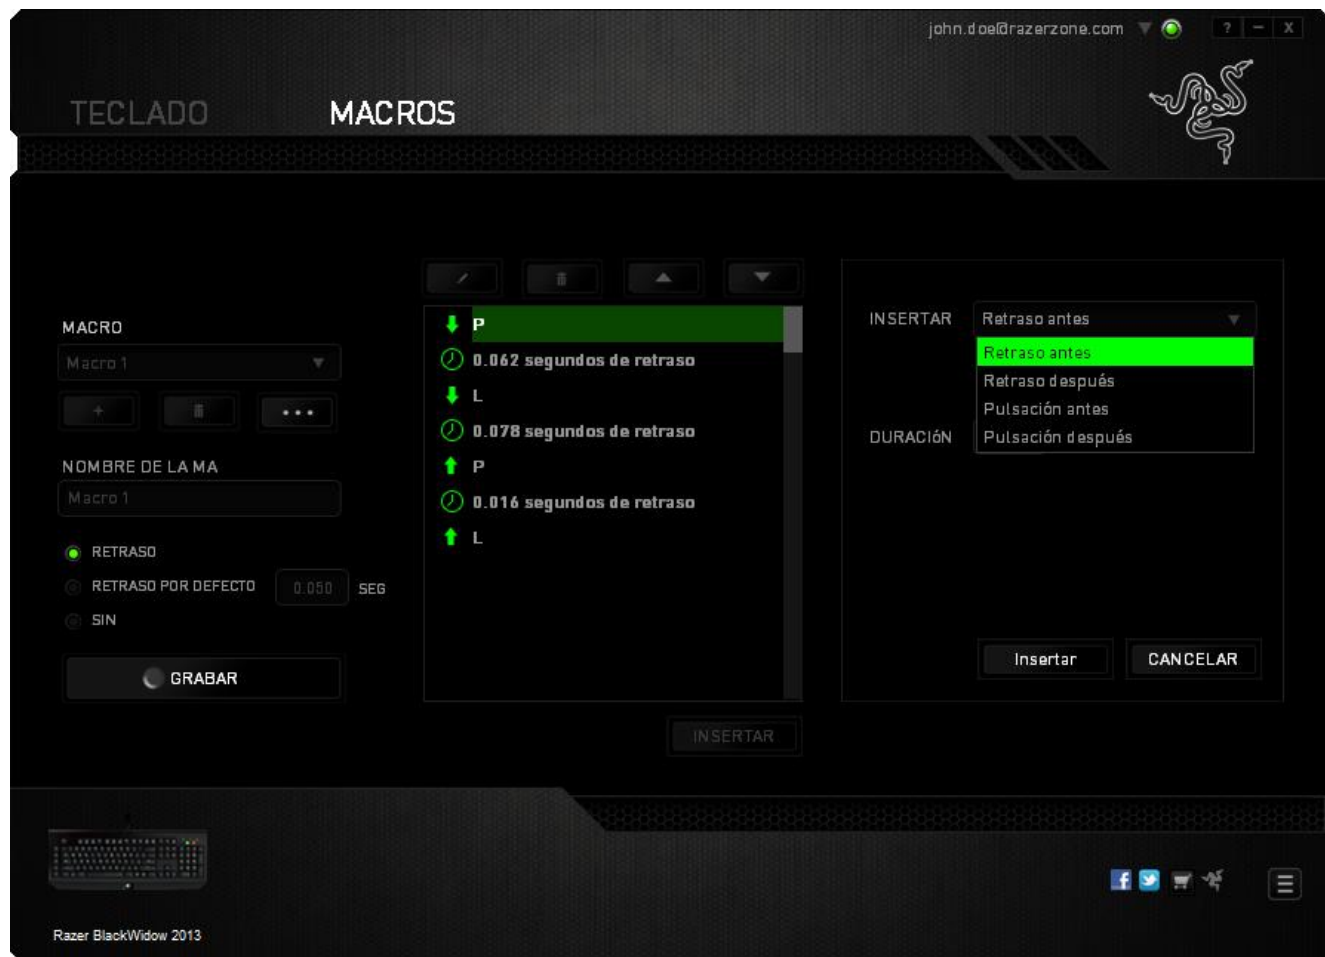 john.doe@razerzone.com
? – X
TECLADO MACROS
MACRO
Macro 1
NOMBRE DE LA MA
Macro 1
RETRASO
RETRASO POR DEFECTO 0.050 SEG
SIN
GRABAR
P
0.062 segundos de retraso
L
0.078 segundos de retraso
P
0.016 segundos de retraso
L
INSERTAR
INSERTAR Retraso antes
Retraso antes
Retraso después
Pulsación antes
Pulsación después
DURACIóN
Insertar CANCELAR
Razer BlackWidow 2013